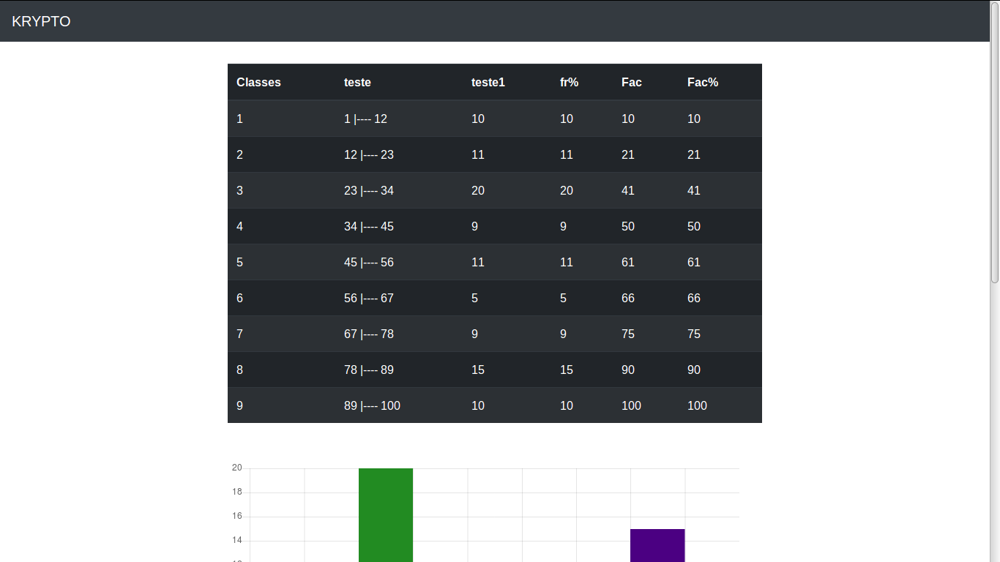 KRYPTO
Classes teste teste1 fr% Fac Fac%
1 1 |---- 12 10 10 10 10
2 12 |---- 23 11 11 21 21
3 23 |---- 34 20 20 41 41
4 34 |---- 45 9 9 50 50
5 45 |---- 56 11 11 61 61
6 56 |---- 67 5 5 66 66
7 67 |---- 78 9 9 75 75
8 78 |---- 89 15 15 90 90
9 89 |---- 100 10 10 100 100
20
18
16
14